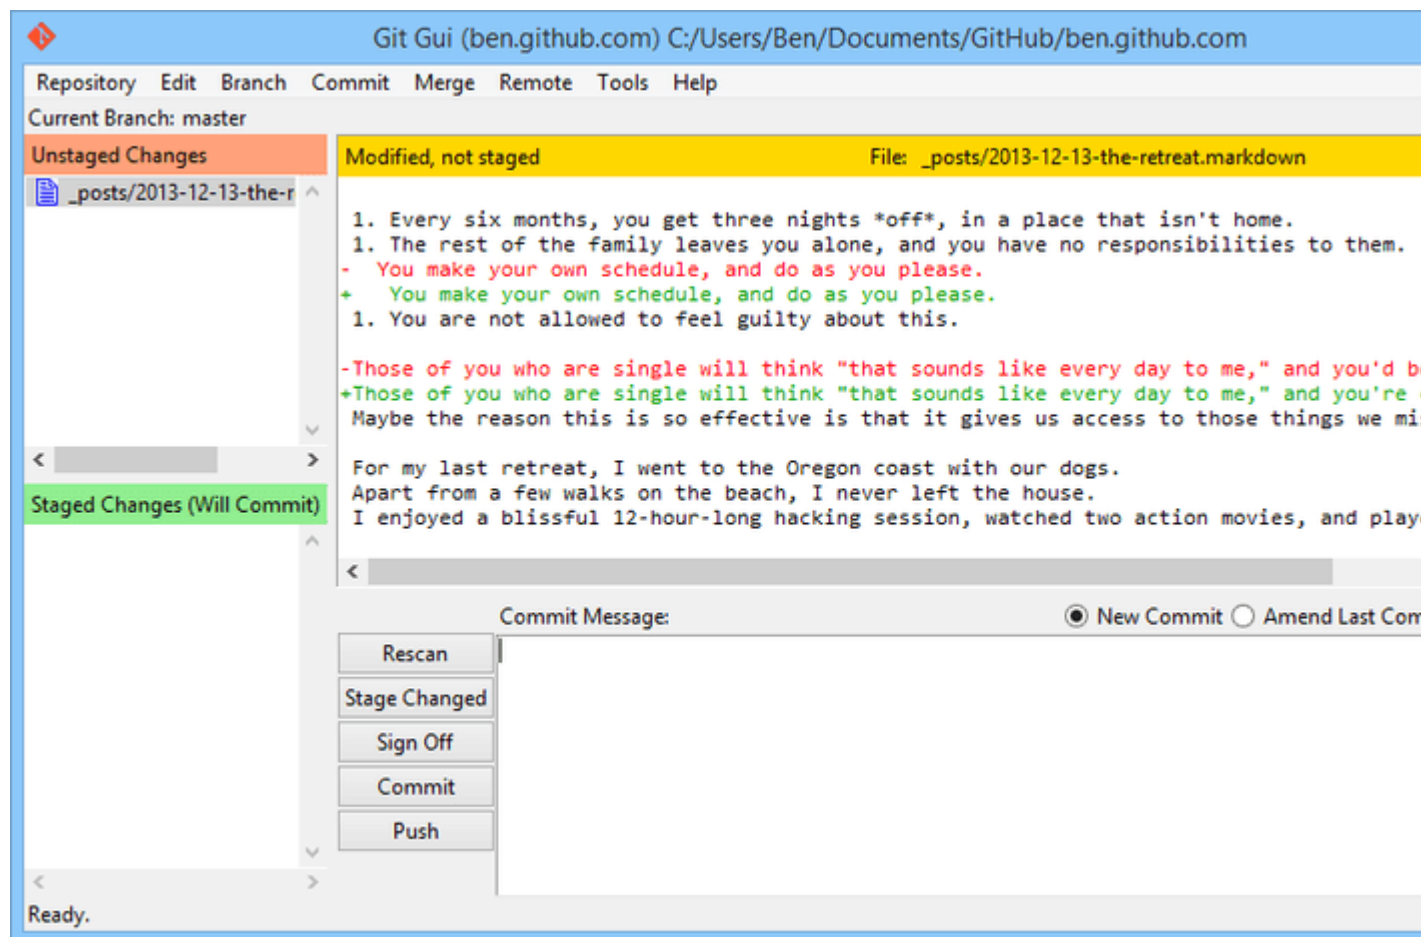 Git Gui (ben.github.com) C:/Users/Ben/Documents/GitHub/ben.github.com
Repository Edit Branch Commit Merge Remote Tools Help
Current Branch: master
Unstaged Changes
_posts/2013-12-13-the-r
Staged Changes (Will Commit)
Modified, not staged File: _posts/2013-12-13-the-retreat.markdown
1. Every six months, you get three nights *off*, in a place that isn't home.
1. The rest of the family leaves you alone, and you have no responsibilities to them.
-  You make your own schedule, and do as you please.
+   You make your own schedule, and do as you please.
1. You are not allowed to feel guilty about this.
-Those of you who are single will think "that sounds like every day to me," and you'd
+Those of you who are single will think "that sounds like every day to me," and you're
Maybe the reason this is so effective is that it gives us access to those things we
For my last retreat, I went to the Oregon coast with our dogs.
Apart from a few walks on the beach, I never left the house.
I enjoyed a blissful 12-hour-long hacking session, watched two action movies, and
Commit Message: New Commit Amend Last
Rescan
Stage Changed
Sign Off
Commit
Push
Ready.